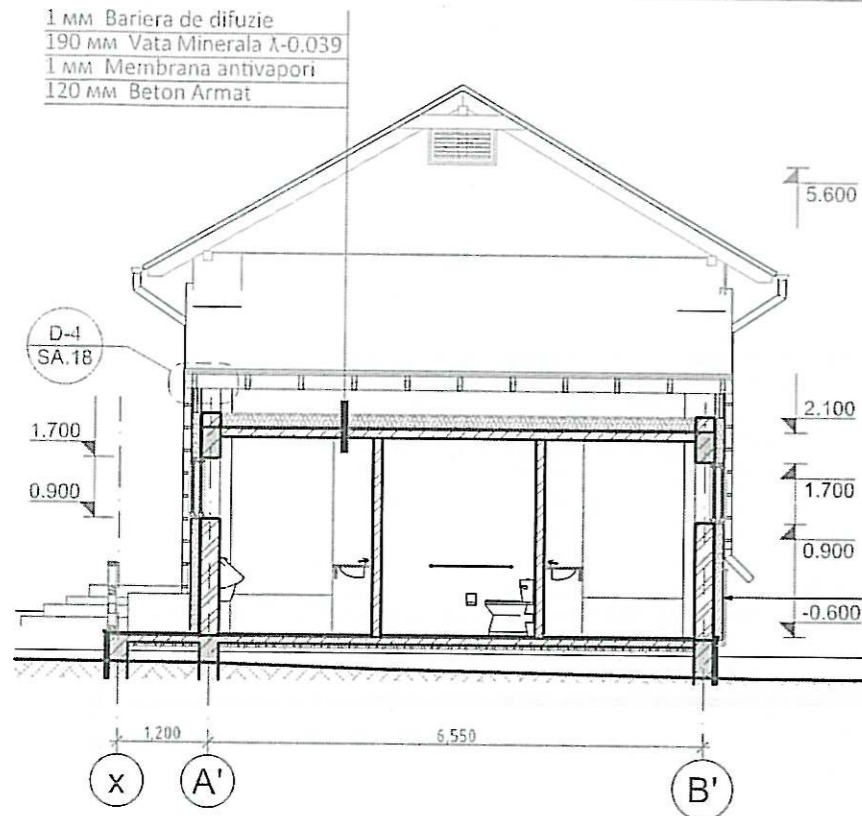 1 мм Bariera de difuzie
190 мм Vata Minerala λ-0.039
1 мм Membrana antivapori
120 мм Beton Armat
5.600
D-4
SA.18
2.100
1.700
1.700
0.900
0.900
-0.600
1,200
6,550
X
A'
B'